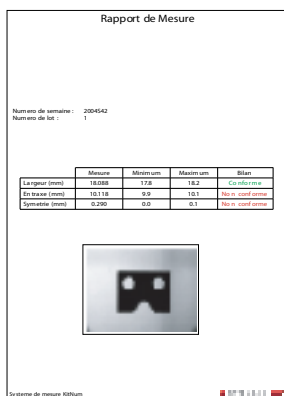 Rapport de Mesure
Numero de semaine : 2004542
Numero de lot : 1
Mesure Minimum Maximum Bilan
Largeur (mm) 18.088 17.8 18.2 Conforme
Entraxe (mm) 10.118 9.9 10.1 Non conforme
Symetrie (mm) 0.290 0.0 0.1 Non conforme
Systeme de mesure KitNum